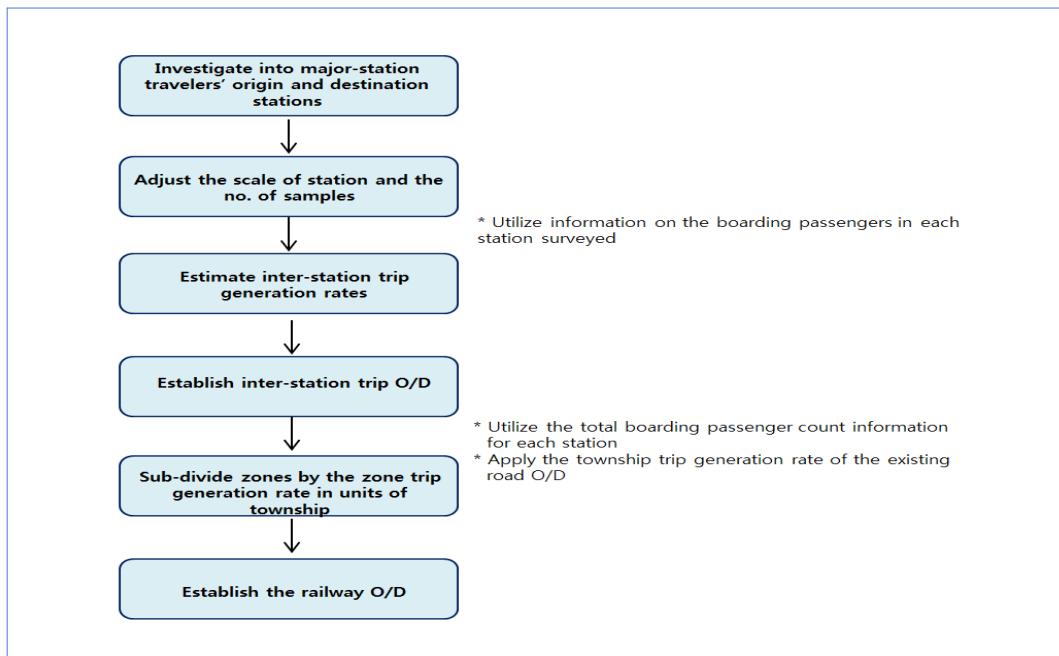 Investigate into major-station
travelers’ origin and destination
stations
Adjust the scale of station and the
no. of samples
* Utilize information on the boarding passengers in each
station surveyed
Estimate inter-station trip
generation rates
Establish inter-station trip O/D
* Utilize the total boarding passenger count information
for each station
* Apply the township trip generation rate of the existing
road O/D
Sub-divide zones by the zone trip
generation rate in units of
township
Establish the railway O/D